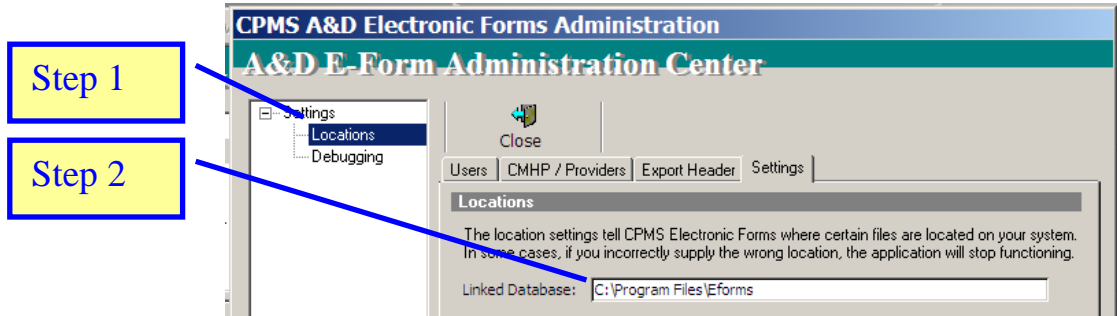 CPMS A&D Electronic Forms Administration
A&D E-Form Administration Center
Step 1
Step 2
Settings
Locations
Debugging
Close
Users CMHP / Providers Export Header Settings
Locations
The location settings tell CPMS Electronic Forms where certain files are located on your system.
In some cases, if you incorrectly supply the wrong location, the application will stop functioning.
Linked Database: C:\Program Files\Eforms